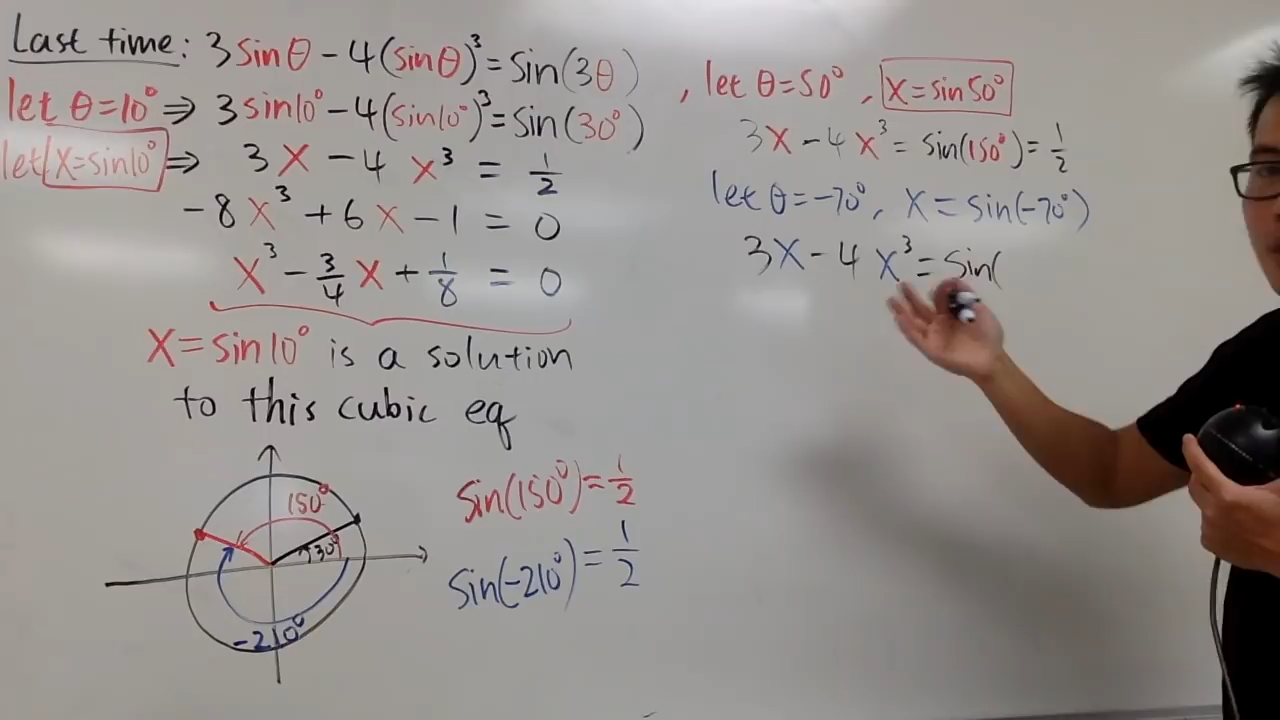 Last time: 3 sinθ - 4(sinθ)³ = sin(3θ)
let θ=10° ⇒ 3 sin10° - 4(sin10°)³ = sin(30°)
let x=sin10° ⇒ 3x - 4 x³ = 1/2
-8x³ + 6x - 1 = 0
x³ - 3/4 x + 1/8 = 0
x = sin10° is a solution
to this cubic eq
150°
30°
-210°
sin(150°) = 1/2
sin(-210°) = 1/2
, let θ=50°, x=sin50°
3x - 4x³ = sin(150°) = 1/2
let θ=-70°, x = sin(-70°)
3x - 4x³ = sin(